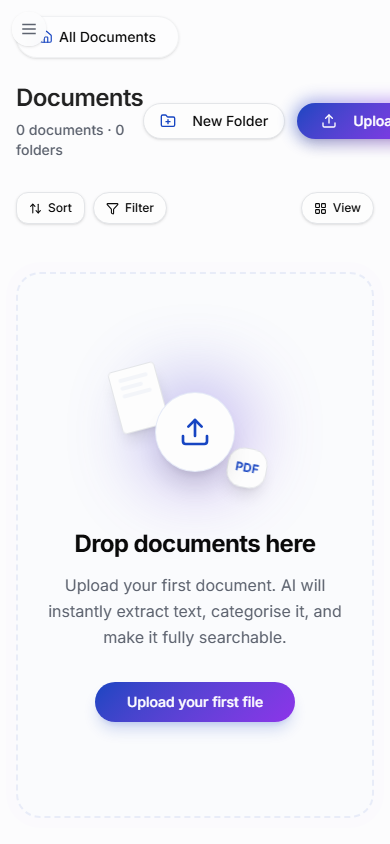 All Documents
Documents
0 documents · 0
folders
New Folder
Sort
Filter
View
PDF
Drop documents here
Upload your first document. AI will
instantly extract text, categorise it, and
make it fully searchable.
Upload your first file